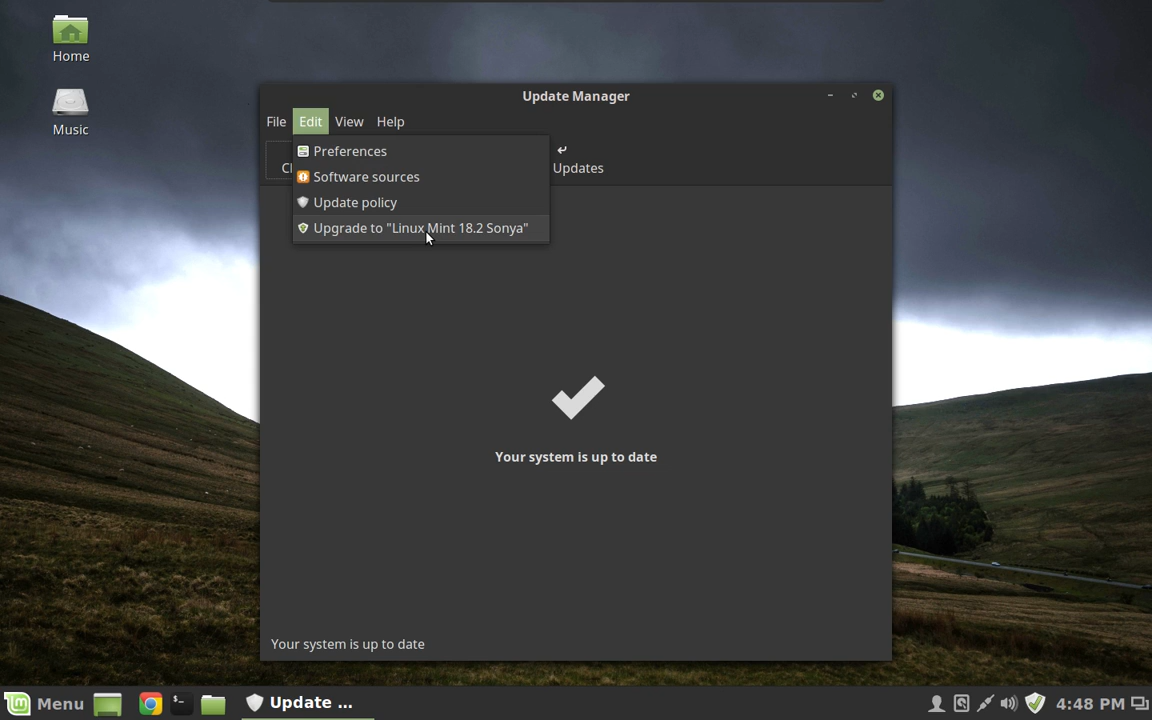 Home
Music
Update Manager
File Edit View Help
Preferences
Software sources
Update policy
Upgrade to "Linux Mint 18.2 Sonya"
Cl
Updates
Your system is up to date
Your system is up to date
Menu
Update ...
4:48 PM